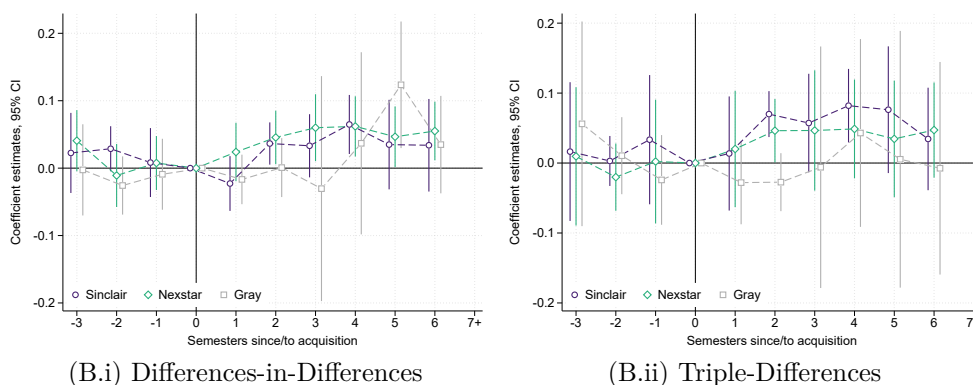 Coefficient estimates, 95% CI
0.2
0.1
0.0
-0.1
-0.2
Sinclair Nexstar Gray
-3 -2 -1 0 1 2 3 4 5 6 7+
Semesters since/to acquisition
(B.i) Differences-in-Differences
Coefficient estimates, 95% CI
0.2
0.1
0.0
-0.1
-0.2
Sinclair Nexstar Gray
-3 -2 -1 0 1 2 3 4 5 6 7
Semesters since/to acquisition
(B.ii) Triple-Differences